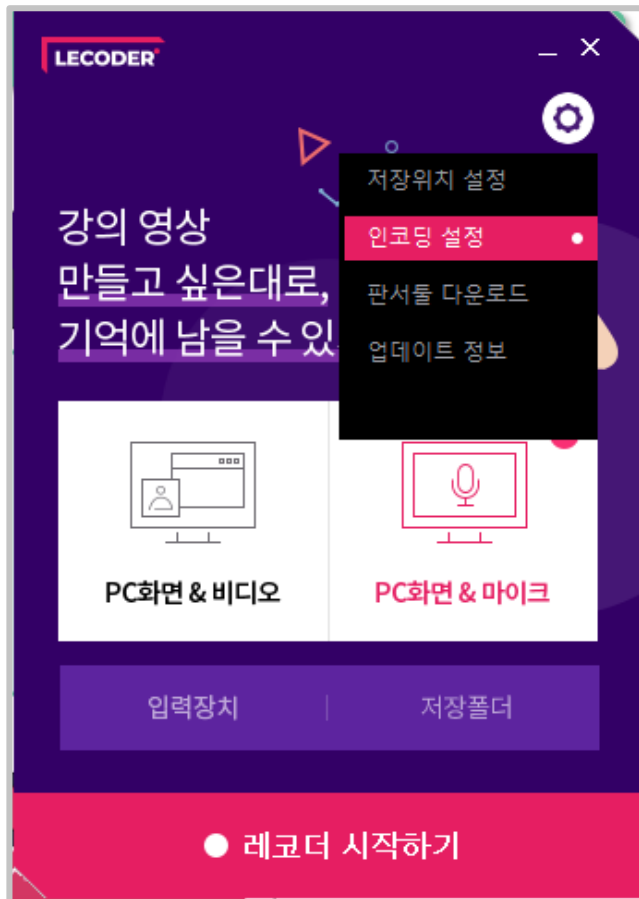 LECODER
저장위치 설정
인코딩 설정
판서툴 다운로드
업데이트 정보
강의 영상
만들고 싶은대로,
기억에 남을 수 있
PC화면 & 비디오
PC화면 & 마이크
입력장치
저장폴더
레코더 시작하기